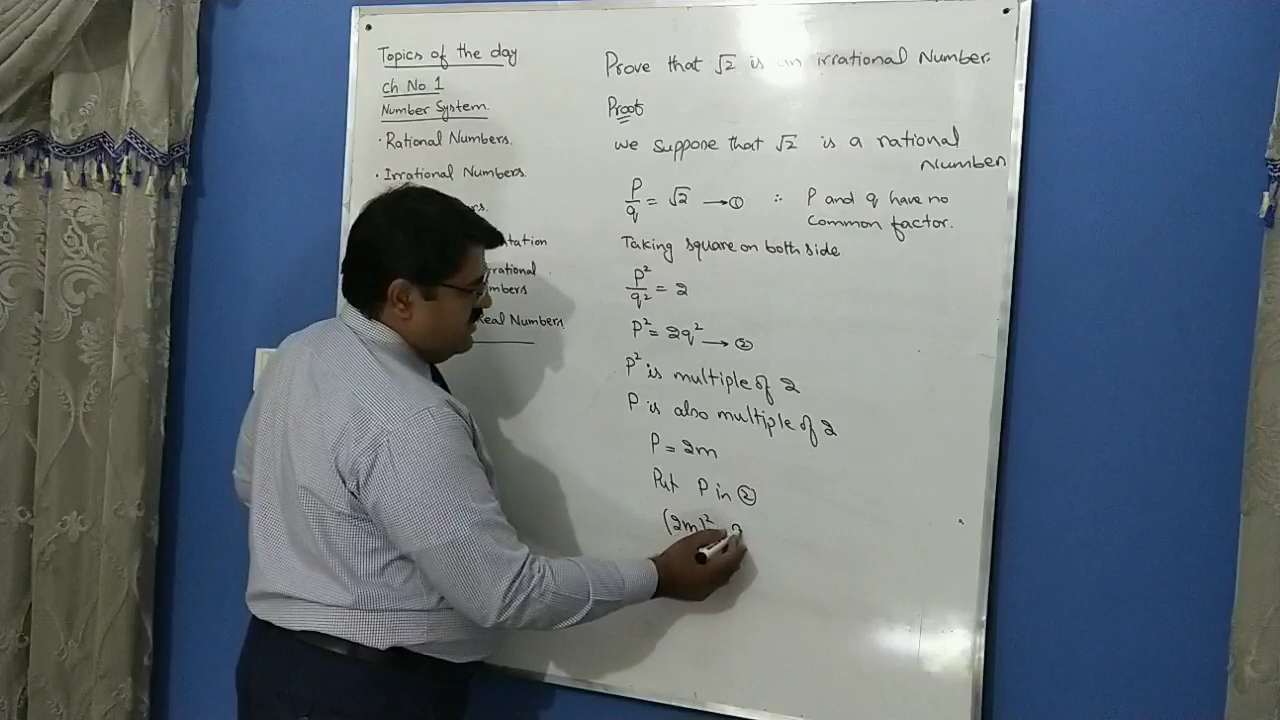 Topics of the day
Ch No 1
Number System.
· Rational Numbers.
· Irrational Numbers.
Real Numbers
Prove that √2 is an irrational Number.
Proof
we suppose that √2 is a rational
Number
P/q = √2 → ① ∴ P and q have no
Common factor.
Taking square on both side
P²/q² = 2
P² = 2q² → ②
P² is multiple of 2
P is also multiple of 2
P = 2m
Put P in ②
(2m)² 2